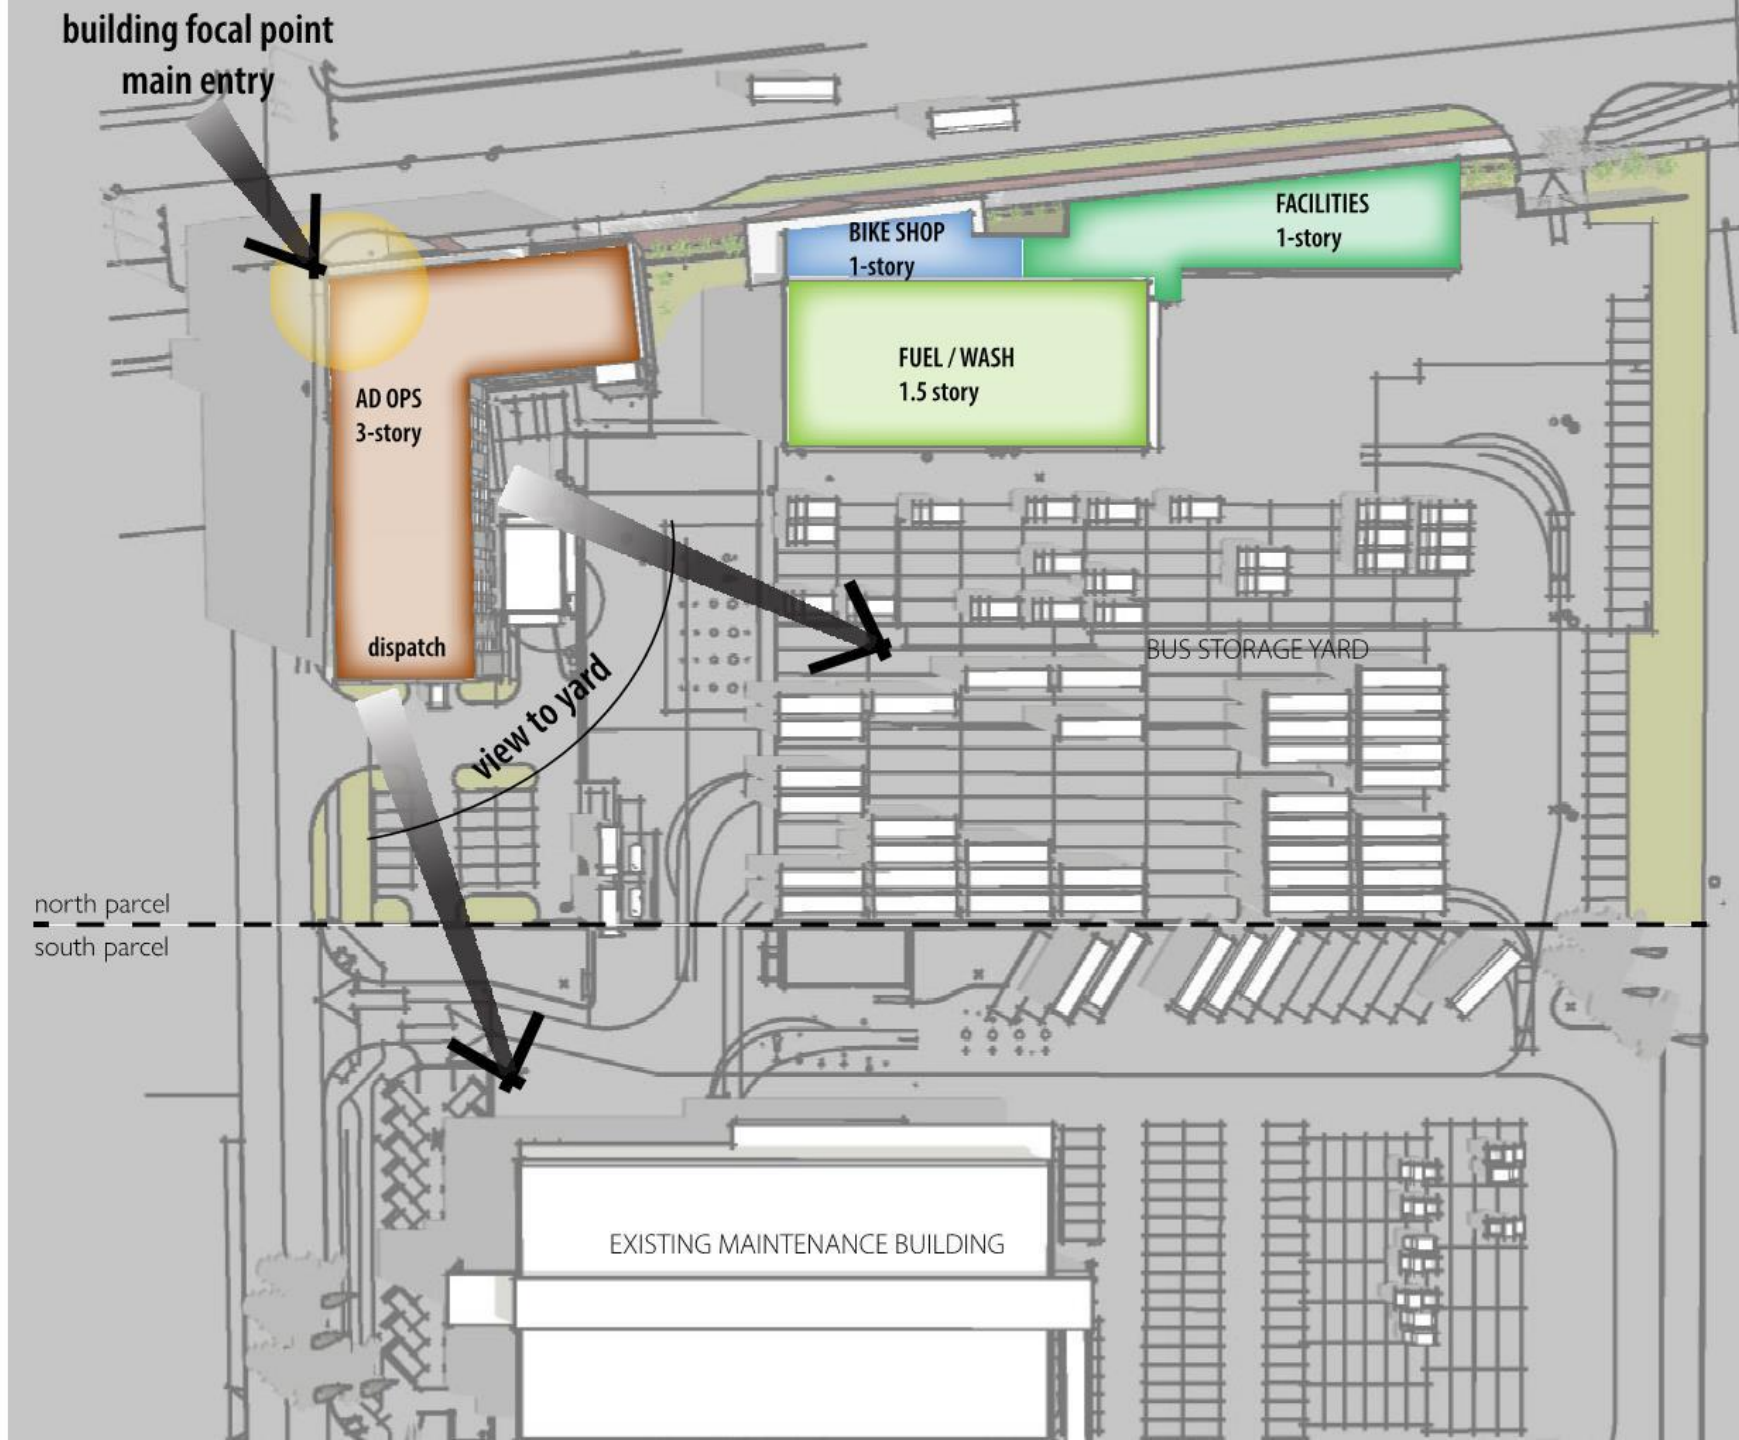 building focal point
main entry
FACILITIES
1-story
BIKE SHOP
1-story
FUEL / WASH
1.5 story
AD OPS
3-story
dispatch
BUS STORAGE YARD
view to yard
north parcel
south parcel
EXISTING MAINTENANCE BUILDING